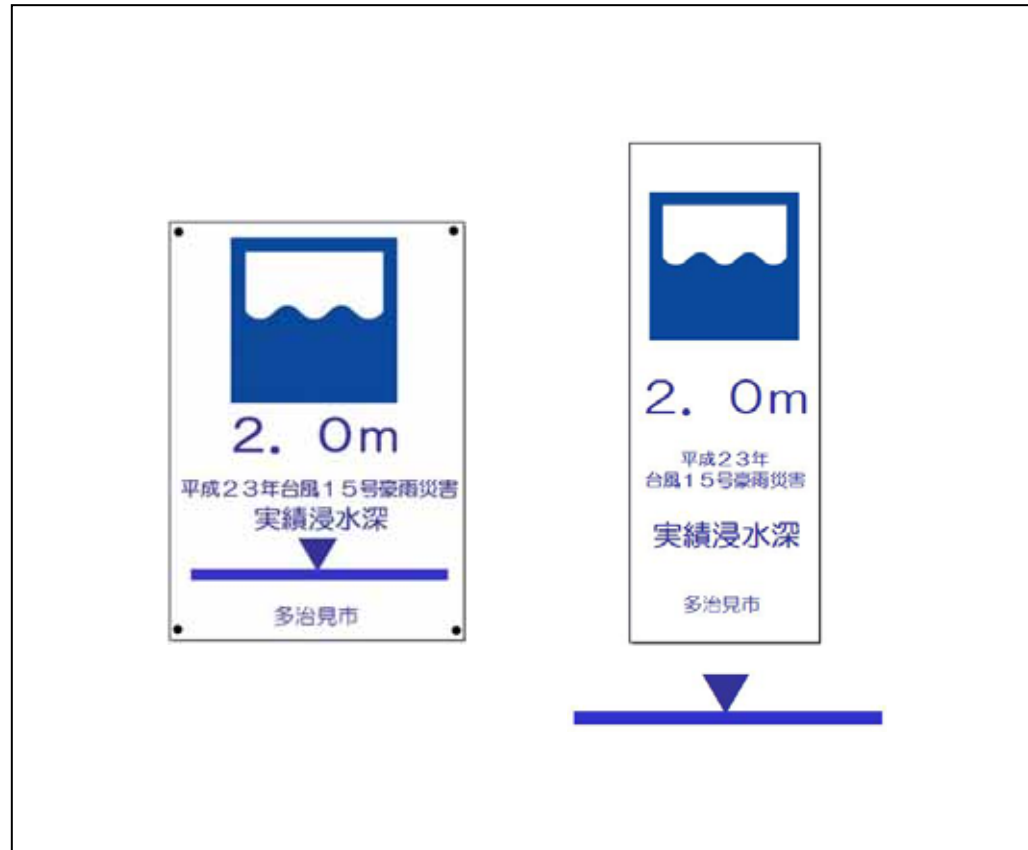 ２．０ｍ
平成２３年台風１５号豪雨災害
実績浸水深
多治見市
２．０ｍ
平成２３年
台風１５号豪雨災害
実績浸水深
多治見市